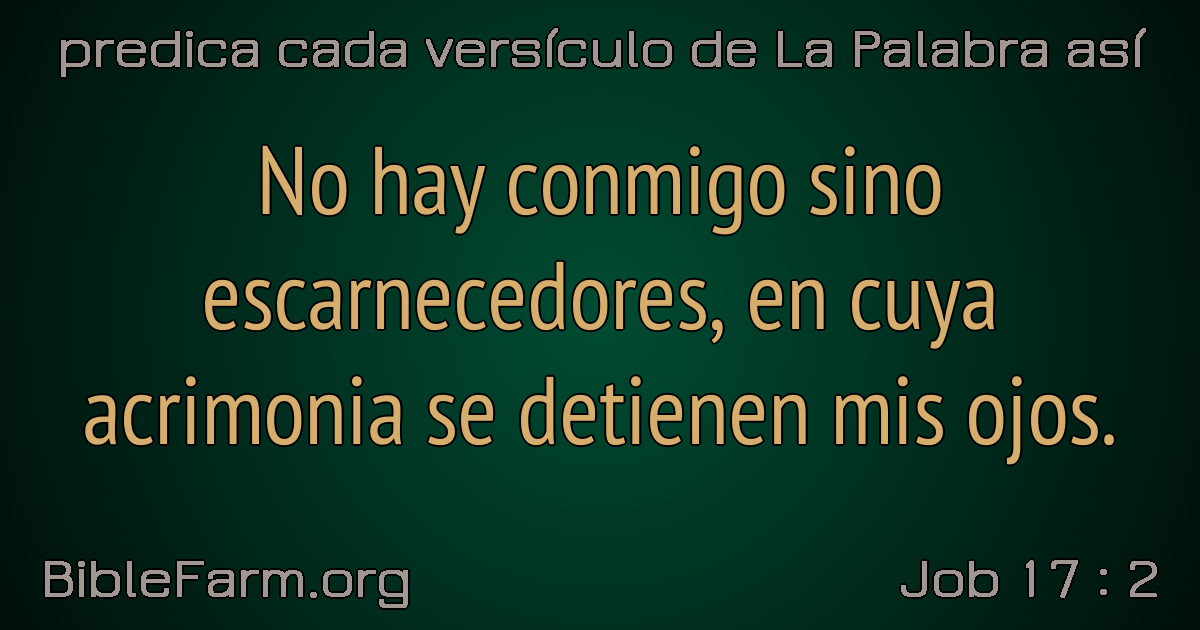 predica cada versículo de La Palabra así
No hay conmigo sino
escarnecedores, en cuya
acrimonia se detienen mis ojos.
BibleFarm.org
Job 17 : 2